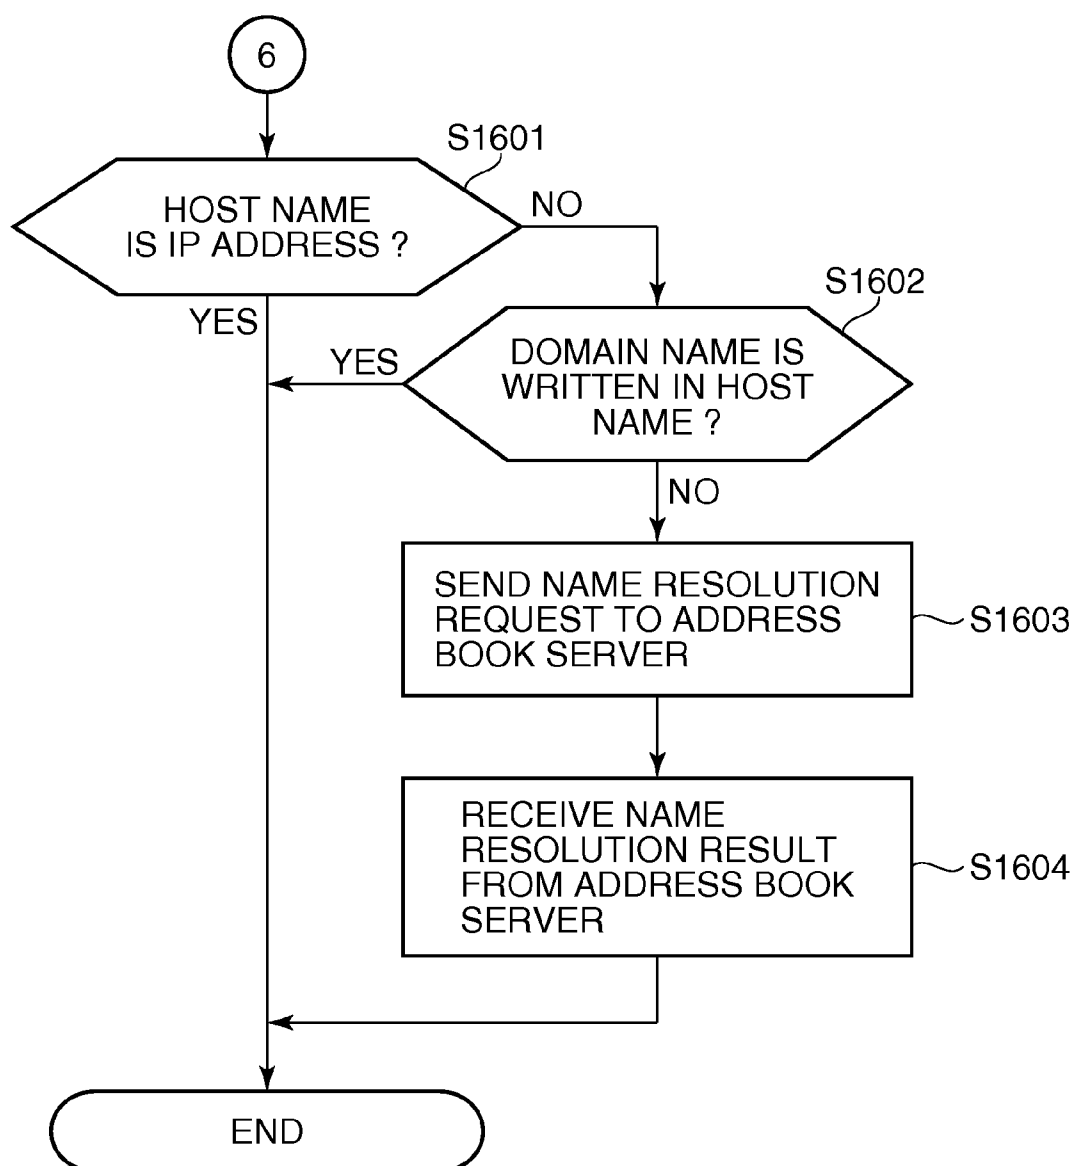 6
S1601
HOST NAME
IS IP ADDRESS ?
NO
YES
S1602
DOMAIN NAME IS
WRITTEN IN HOST
NAME ?
YES
NO
SEND NAME RESOLUTION
REQUEST TO ADDRESS
BOOK SERVER
S1603
RECEIVE NAME
RESOLUTION RESULT
FROM ADDRESS BOOK
SERVER
S1604
END